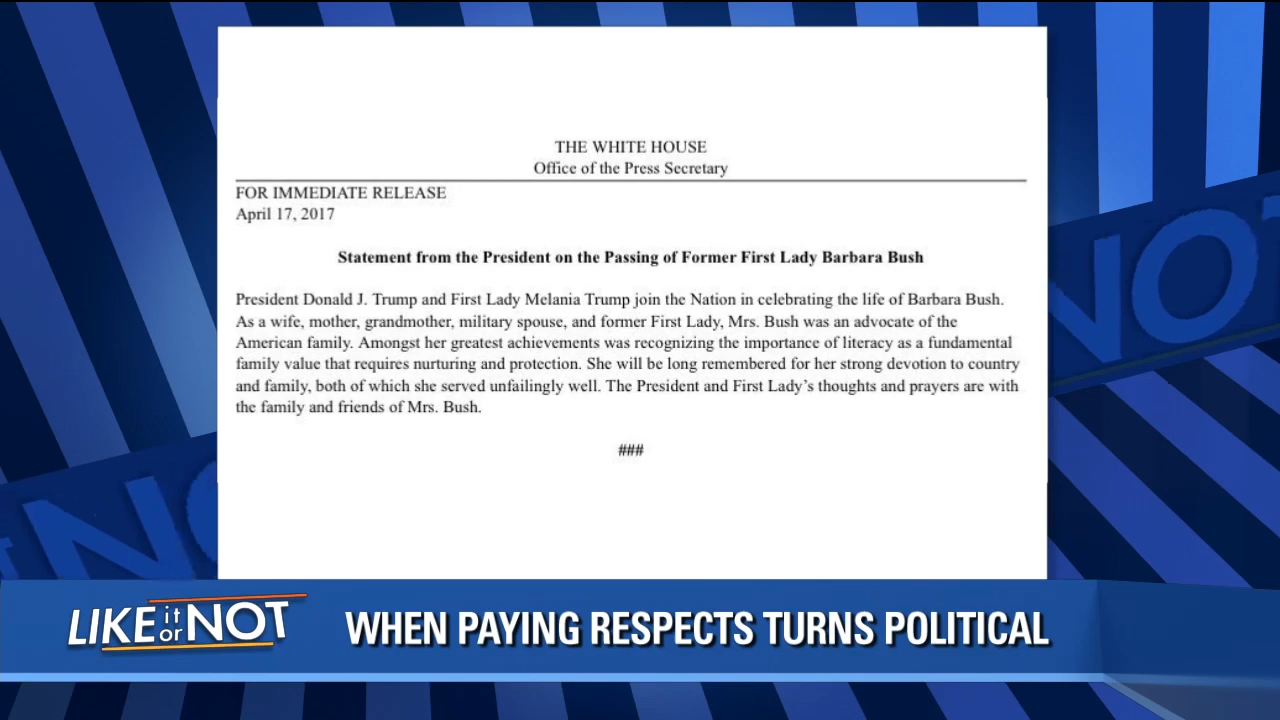 THE WHITE HOUSE
Office of the Press Secretary
FOR IMMEDIATE RELEASE
April 17, 2017
Statement from the President on the Passing of Former First Lady Barbara Bush
President Donald J. Trump and First Lady Melania Trump join the Nation in celebrating the life of Barbara Bush.
As a wife, mother, grandmother, military spouse, and former First Lady, Mrs. Bush was an advocate of the
American family. Amongst her greatest achievements was recognizing the importance of literacy as a fundamental
family value that requires nurturing and protection. She will be long remembered for her strong devotion to country
and family, both of which she served unfailingly well. The President and First Lady’s thoughts and prayers are with
the family and friends of Mrs. Bush.
###
NOT
NO
LIKE it or NOT
WHEN PAYING RESPECTS TURNS POLITICAL